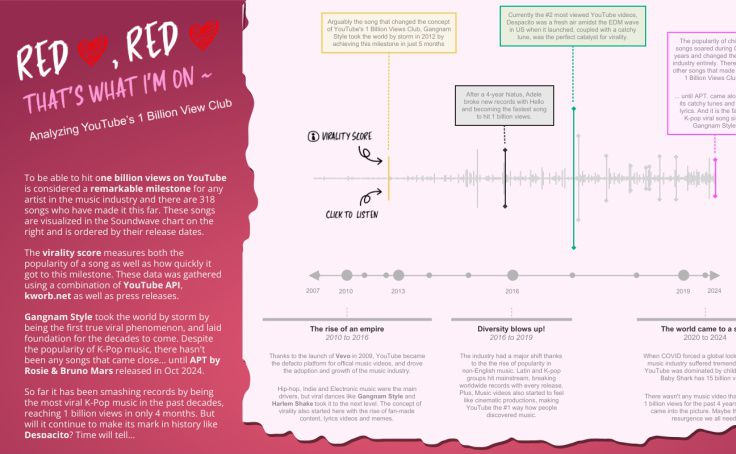 RED ❤, RED ❤
THAT'S WHAT I'M ON ~
Analyzing YouTube's 1 Billion View Club
To be able to hit one billion views on YouTube
is considered a remarkable milestone for any
artist in the music industry and there are 318
songs who have made it this far. These songs
are visualized in the Soundwave chart on the
right and is ordered by their release dates.
The virality score measures both the
popularity of a song as well as how quickly it
got to this milestone. These data was gathered
using a combination of YouTube API,
kworb.net as well as press releases.
Gangnam Style took the world by storm by
being the first true viral phenomenon, and laid
foundation for the decades to come. Despite
the popularity of K-Pop music, there hasn't
been any songs that came close... until APT by
Rosie & Bruno Mars released in Oct 2024.
So far it has been smashing records by being
the most viral K-Pop music in the past decades,
reaching 1 billion views in only 4 months. But
will it continue to make its mark in history like
Despacito? Time will tell...
Arguably the song that changed the concept
of YouTube's 1 Billion Views Club, Gangnam
Style took the world by storm in 2012 by
achieving this milestone in just 5 months
After a 4-year hiatus, Adele
broke new records with Hello
and becoming the fastest song
to hit 1 billion views.
Currently the #2 most viewed YouTube videos,
Despacito was a fresh air amidst the EDM wave
in US when it launched, coupled with a catchy
tune, was the perfect catalyst for virality.
The popularity of chi
songs soared during C
years and changed the
industry entirely. There
other songs that made
1 Billion Views Clu
... until APT. came alo
its catchy tunes and
lyrics. And it is the fa
K-pop viral song si
Gangnam Style
i VIRALITY SCORE
CLICK TO LISTEN
2007 2010 2013 2016 2019 2024
The rise of an empire
2010 to 2016
Thanks to the launch of Vevo in 2009, YouTube became
the defacto platform for offical music videos, and drove
the adoption and growth of the music industry.
Hip-hop, indie and Electronic music were the main
drivers, but viral dances like Gangnam Style and
Harlem Shake took it to the next level. The concept of
virality also started here with the rise of fan-made
content, lyrics videos and memes.
Diversity blows up!
2016 to 2019
The industry had a major shift thanks
to the the rise of popularity in
non-English music. Latin and K-pop
groups hit mainstream, breaking
worldwide records with every release.
Plus, Music videos also started to feel
like cinematic productions, making
YouTube the #1 way how people
discovered music.
The world came to a s
2020 to 2024
When COVID forced a global lock
music industry suffered tremend
YouTube was dominated by child
Baby Shark has 15 billion v
There wasn't any music video tha
1 billion views for the past 4 years
came into the picture. Maybe th
resurgence we all need